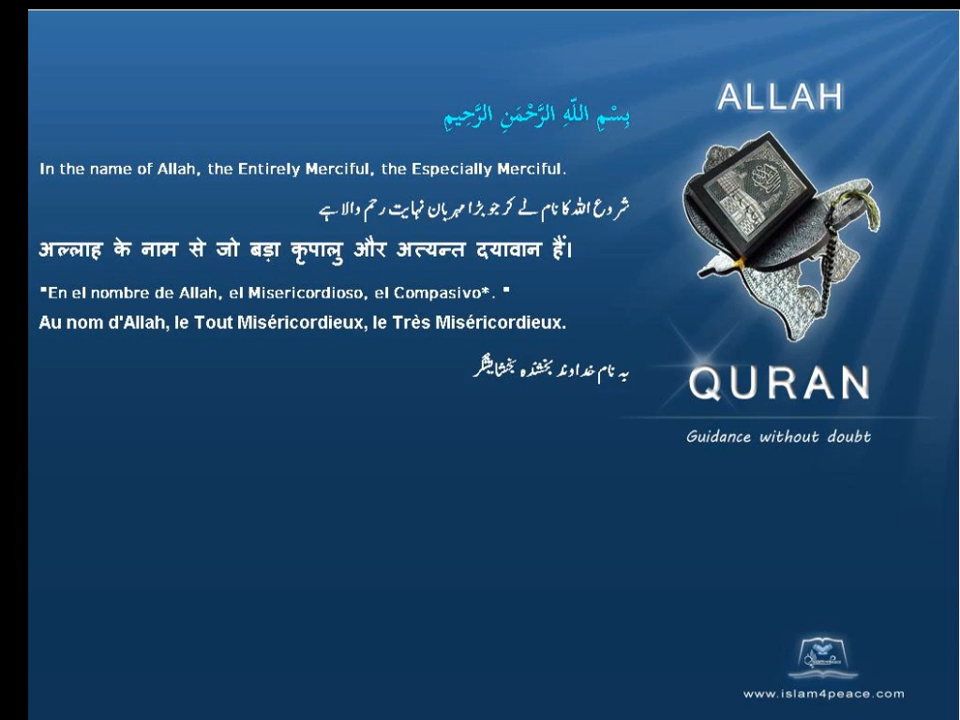 بِسْمِ اللّهِ الرَّحْمَنِ الرَّحِيمِ
In the name of Allah, the Entirely Merciful, the Especially Merciful.
شروع الله کا نام لے کر جو بڑا مہربان نہایت رحم والا ہے
अल्लाह के नाम से जो बड़ा कृपालु और अत्यन्त दयावान हैं।
"En el nombre de Allah, el Misericordioso, el Compasivo*. "
Au nom d'Allah, le Tout Miséricordieux, le Très Miséricordieux.
به نام خداوند بخشنده بخشایشگر
ALLAH
QURAN
Guidance without doubt
www.islam4peace.com